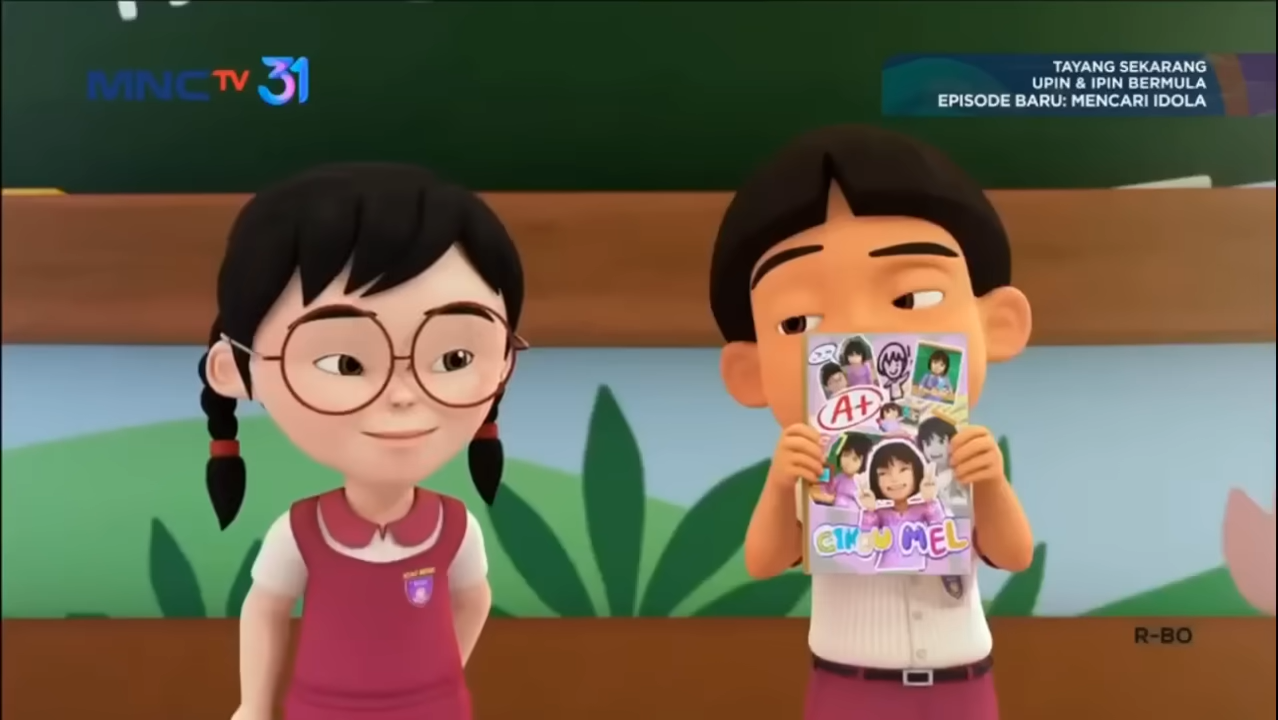 MNCTV 31
TAYANG SEKARANG
UPIN & IPIN BERMULA
EPISODE BARU: MENCARI IDOLA
A+
CIKGU MEL
R-BO